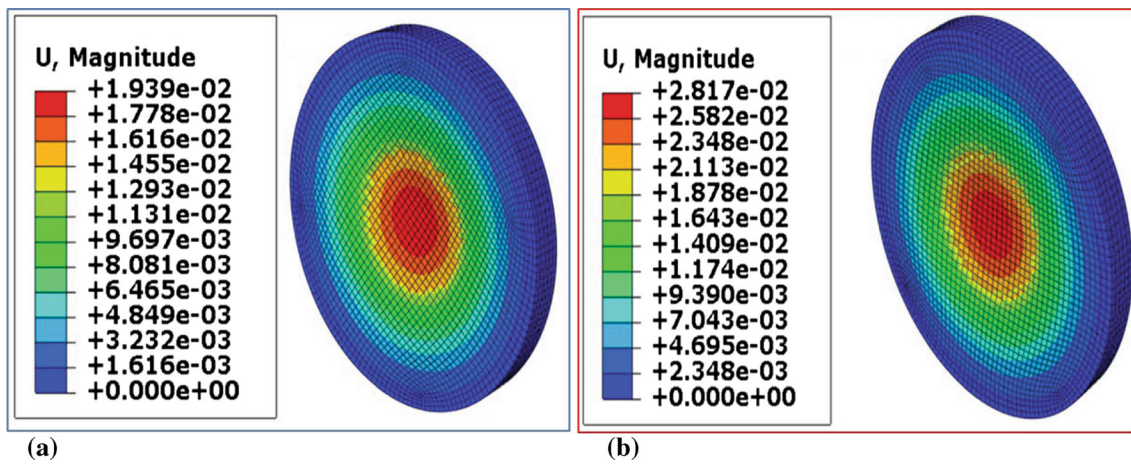 U, Magnitude
+1.939e-02
+1.778e-02
+1.616e-02
+1.455e-02
+1.293e-02
+1.131e-02
+9.697e-03
+8.081e-03
+6.465e-03
+4.849e-03
+3.232e-03
+1.616e-03
+0.000e+00
(a)
U, Magnitude
+2.817e-02
+2.582e-02
+2.348e-02
+2.113e-02
+1.878e-02
+1.643e-02
+1.409e-02
+1.174e-02
+9.390e-03
+7.043e-03
+4.695e-03
+2.348e-03
+0.000e+00
(b)